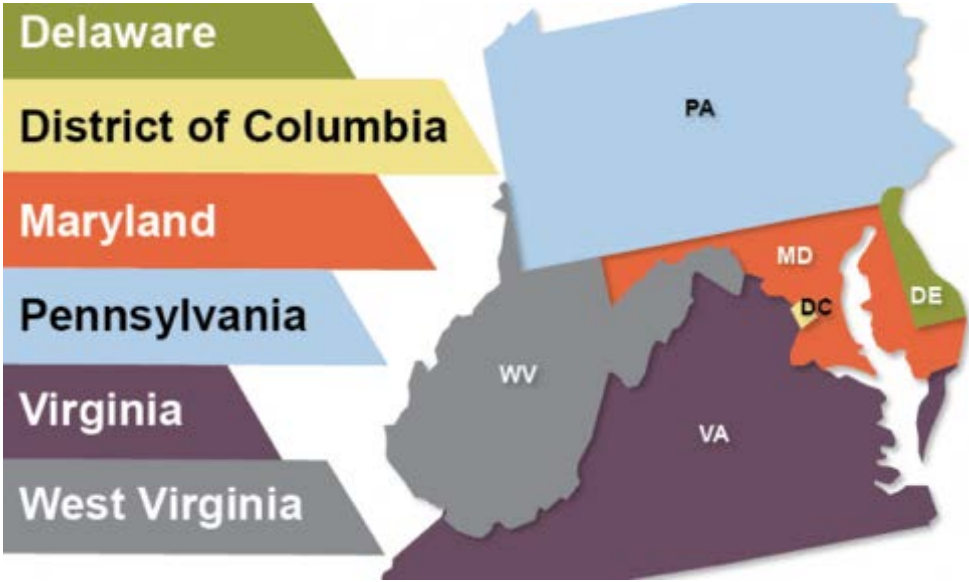 Delaware
District of Columbia
Maryland
Pennsylvania
Virginia
West Virginia
PA
MD
DE
DC
WV
VA